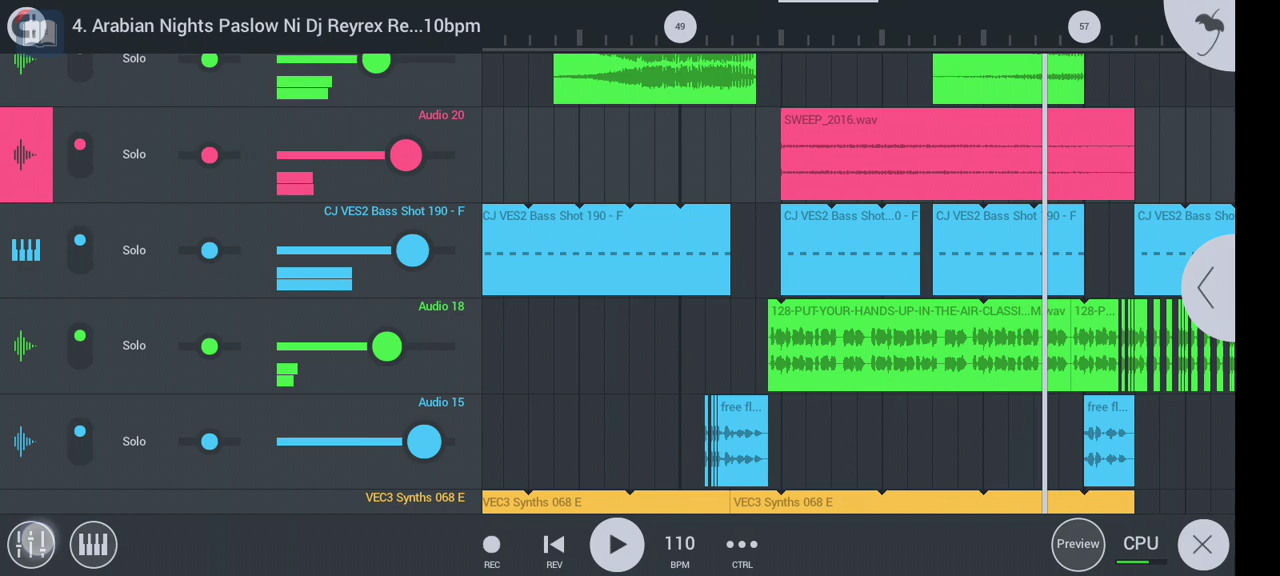 4. Arabian Nights Paslow Ni Dj Reyrex Re...10bpm
49
57
Solo
Audio 20
Solo
SWEEP_2016.wav
CJ VES2 Bass Shot 190 - F
Solo
CJ VES2 Bass Shot 190 - F
CJ VES2 Bass Shot...0 - F
CJ VES2 Bass Shot 190 - F
CJ VES2 Bass Sho
Audio 18
Solo
128-PUT-YOUR-HANDS-UP-IN-THE-AIR-CLASSI...M.wav
128-P...
Audio 15
Solo
free fl...
free fl...
VEC3 Synths 068 E
VEC3 Synths 068 E
VEC3 Synths 068 E
REC
REV
110
BPM
CTRL
Preview
CPU